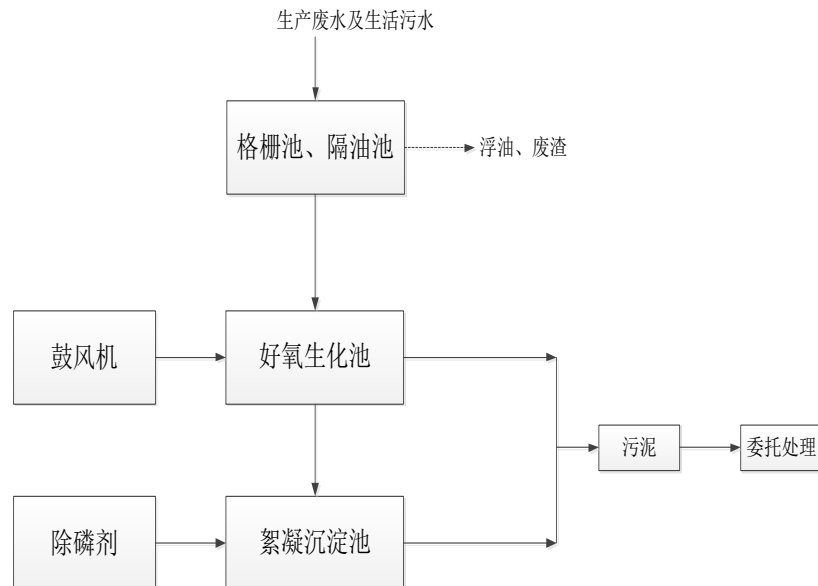 生产废水及生活污水
格栅池、隔油池
浮油、废渣
鼓风机
好氧生化池
污泥
委托处理
除磷剂
絮凝沉淀池